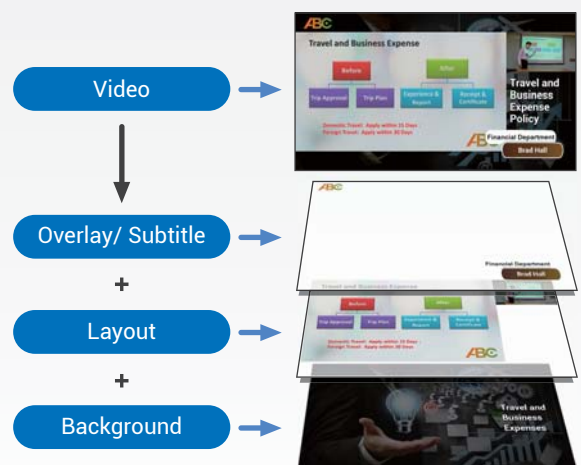 Video
ABC
Travel and Business Expense
Before
After
Trip Approval
Trip Plan
Experience & Report
Receipt & Certificate
Domestic Travel: Apply within 15 Days
Foreign Travel: Apply within 30 Days
ABC
Travel and
Business
Expense
Policy
Financial Department
Brad Hall
Overlay/ Subtitle
ABC
Financial Department
Brad Hall
+
Layout
Travel and Business Expense
Before
After
Trip Approval
Trip Plan
Experience & Report
Receipt & Certificate
Domestic Travel: Apply within 15 Days
Foreign Travel: Apply within 30 Days
ABC
+
Background
Travel and
Business
Expenses